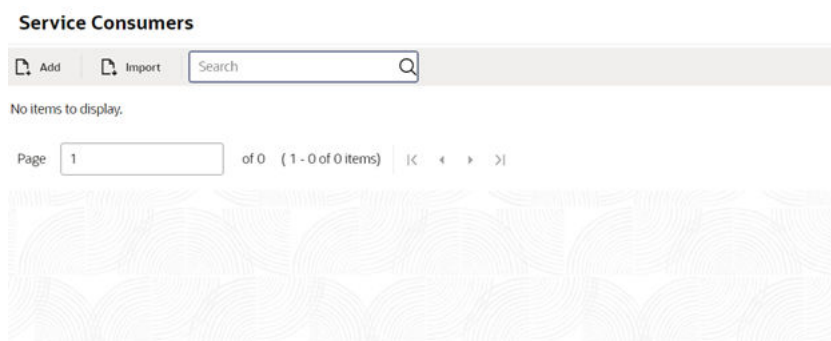 Service Consumers
Add Import Search
No items to display.
Page 1 of 0 ( 1 - 0 of 0 items)